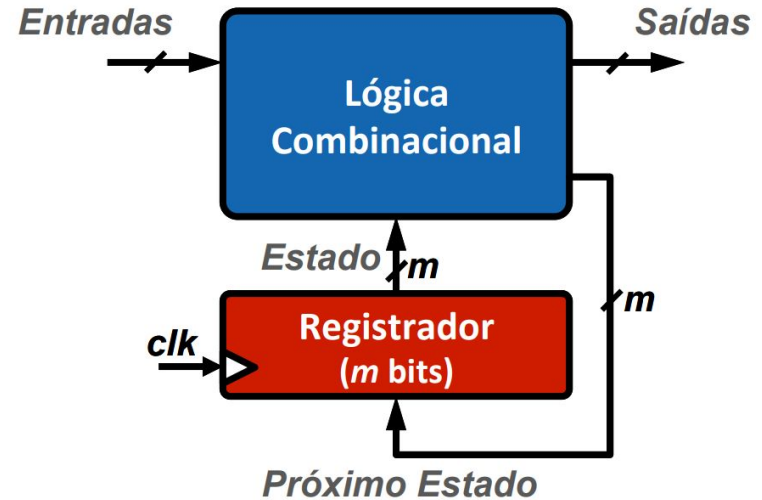 Entradas
Saídas
Lógica
Combinacional
Estado
m
m
Registrador
(m bits)
clk
Próximo Estado